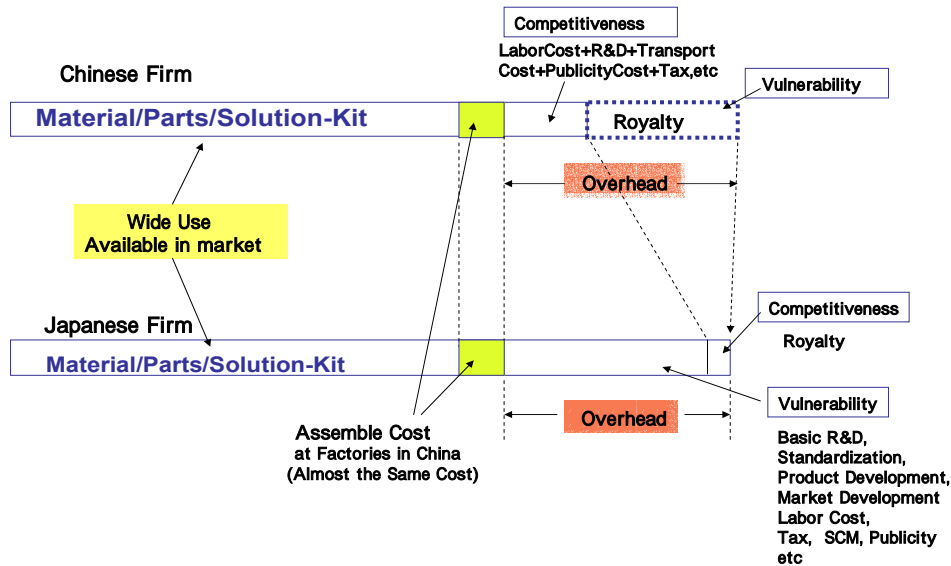 Competitiveness
LaborCost+R&D+Transport
Cost+PublicityCost+Tax,etc
Chinese Firm
Vulnerability
Material/Parts/Solution-Kit
Royalty
Overhead
Wide Use
Available in market
Japanese Firm
Competitiveness
Royalty
Material/Parts/Solution-Kit
Vulnerability
Overhead
Assemble Cost
at Factories in China
(Almost the Same Cost)
Basic R&D,
Standardization,
Product Development,
Market Development
Labor Cost,
Tax, SCM, Publicity
etc